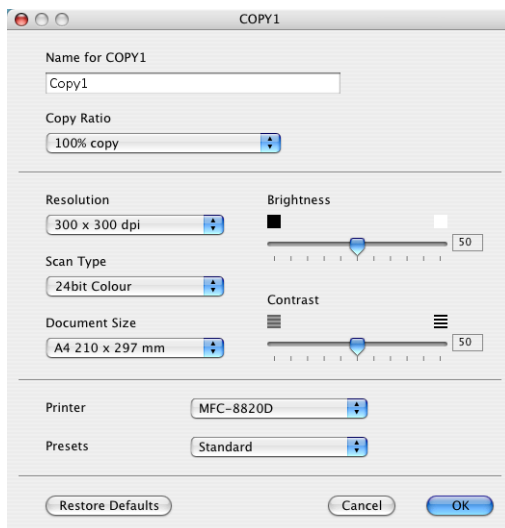 COPY1
Name for COPY1
Copy1
Copy Ratio
100% copy
Resolution
300 x 300 dpi
Scan Type
24bit Colour
Document Size
A4 210 x 297 mm
Brightness
50
Contrast
50
Printer
MFC-8820D
Presets
Standard
Restore Defaults
Cancel
OK